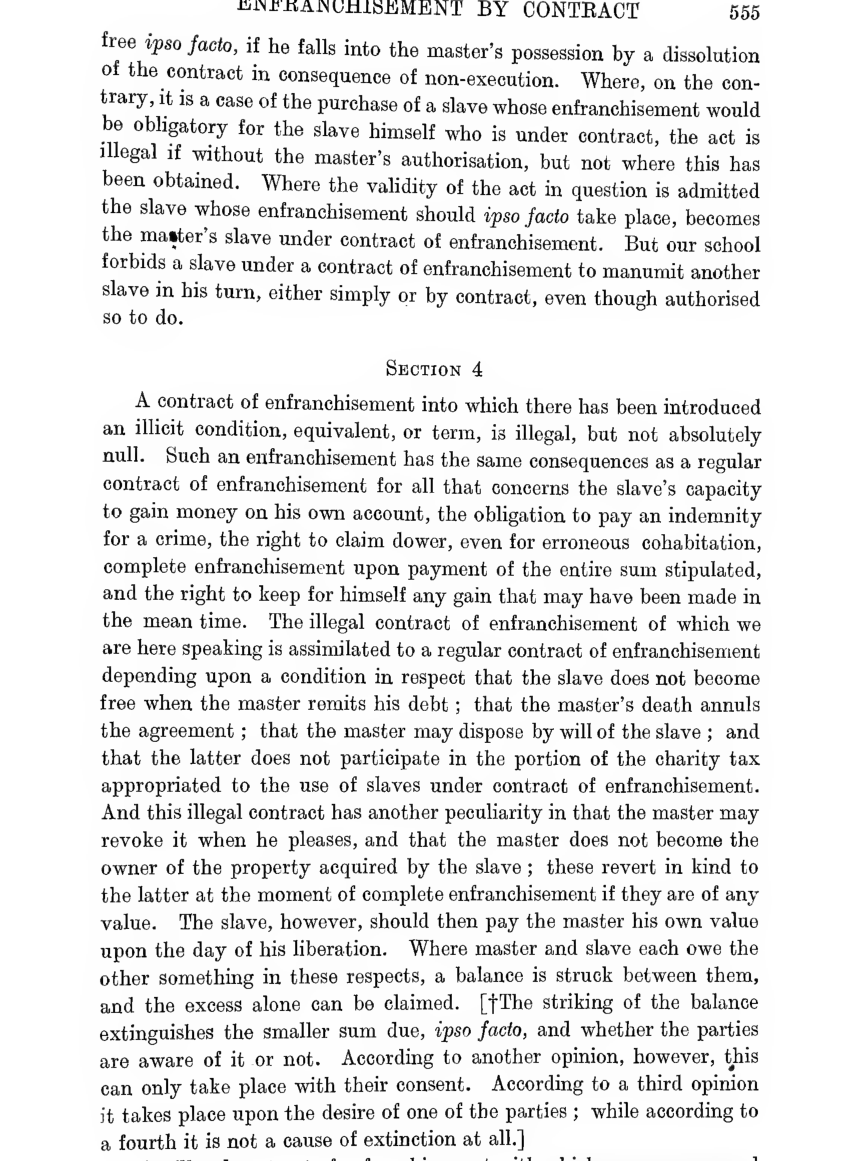 ENFRANCHISEMENT BY CONTRACT 555
free ipso facto, if he falls into the master's possession by a dissolution
of the contract in consequence of non-execution. Where, on the con-
trary, it is a case of the purchase of a slave whose enfranchisement would
be obligatory for the slave himself who is under contract, the act is
illegal if without the master's authorisation, but not where this has
been obtained. Where the validity of the act in question is admitted
the slave whose enfranchisement should ipso facto take place, becomes
the master's slave under contract of enfranchisement. But our school
forbids a slave under a contract of enfranchisement to manumit another
slave in his turn, either simply or by contract, even though authorised
so to do.
SECTION 4
A contract of enfranchisement into which there has been introduced
an illicit condition, equivalent, or term, is illegal, but not absolutely
null. Such an enfranchisement has the same consequences as a regular
contract of enfranchisement for all that concerns the slave's capacity
to gain money on his own account, the obligation to pay an indemnity
for a crime, the right to claim dower, even for erroneous cohabitation,
complete enfranchisement upon payment of the entire sum stipulated,
and the right to keep for himself any gain that may have been made in
the mean time. The illegal contract of enfranchisement of which we
are here speaking is assimilated to a regular contract of enfranchisement
depending upon a condition in respect that the slave does not become
free when the master remits his debt ; that the master's death annuls
the agreement ; that the master may dispose by will of the slave ; and
that the latter does not participate in the portion of the charity tax
appropriated to the use of slaves under contract of enfranchisement.
And this illegal contract has another peculiarity in that the master may
revoke it when he pleases, and that the master does not become the
owner of the property acquired by the slave ; these revert in kind to
the latter at the moment of complete enfranchisement if they are of any
value. The slave, however, should then pay the master his own value
upon the day of his liberation. Where master and slave each owe the
other something in these respects, a balance is struck between them,
and the excess alone can be claimed. [†The striking of the balance
extinguishes the smaller sum due, ipso facto, and whether the parties
are aware of it or not. According to another opinion, however, this
can only take place with their consent. According to a third opinion
it takes place upon the desire of one of the parties ; while according to
a fourth it is not a cause of extinction at all.]